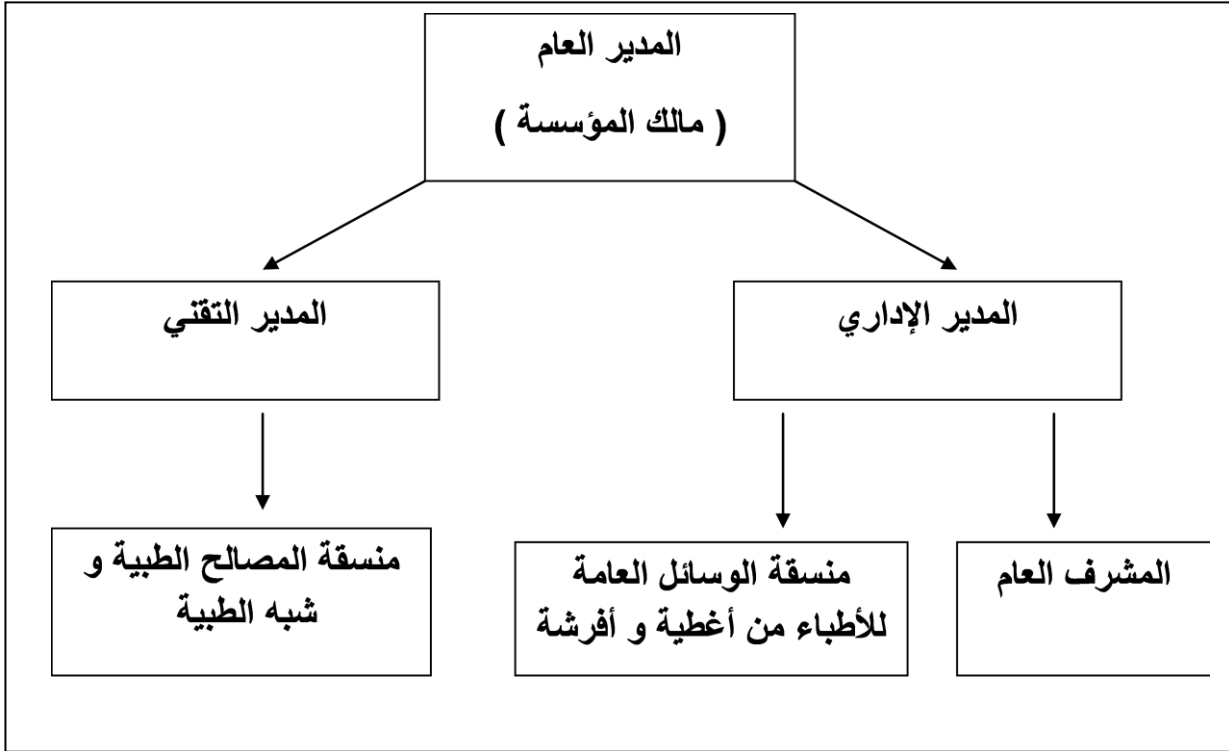 المدير العام
( مالك المؤسسة )
المدير الإداري
المدير التقني
المشرف العام
منسقة الوسائل العامة
للأطباء من أغطية و أفرشة
منسقة المصالح الطبية و
شبه الطبية